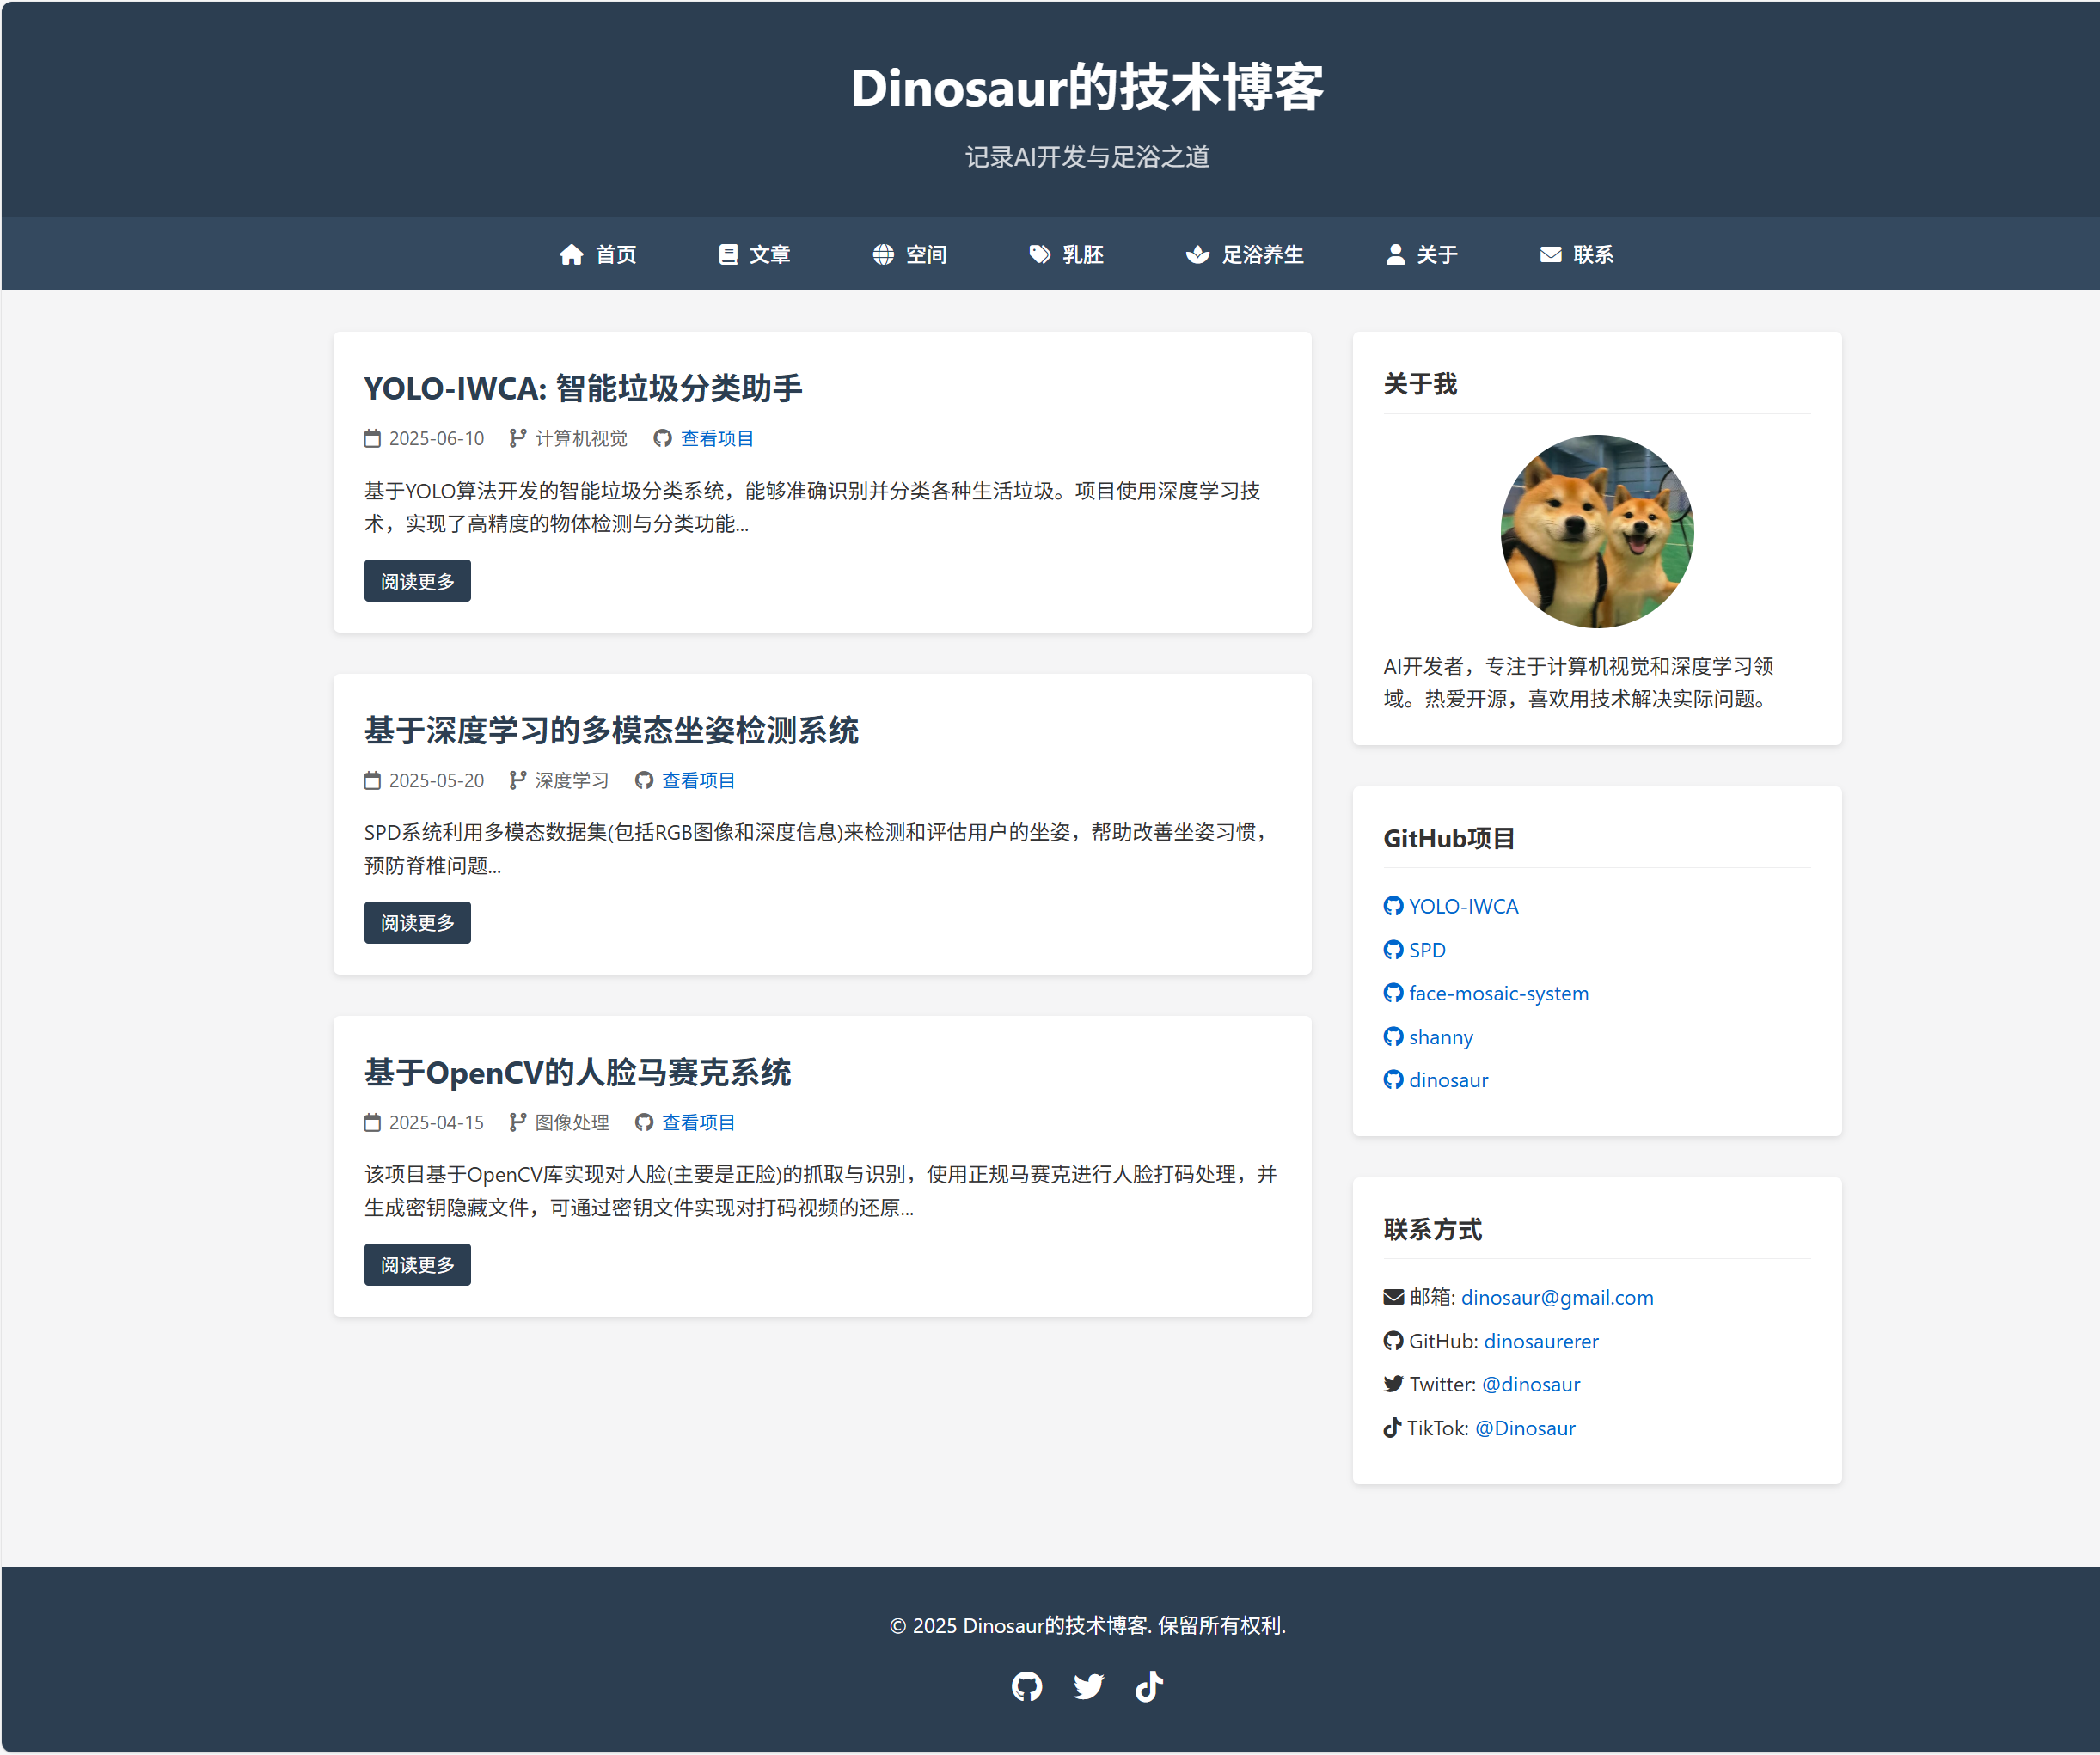 Dinosaur的技术博客
记录AI开发与足浴之道
首页 文章 空间 乳胚 足浴养生 关于 联系
YOLO-IWCA: 智能垃圾分类助手
2025-06-10 计算机视觉 查看项目
基于YOLO算法开发的智能垃圾分类系统，能够准确识别并分类各种生活垃圾。项目使用深度学习技
术，实现了高精度的物体检测与分类功能...
阅读更多
基于深度学习的多模态坐姿检测系统
2025-05-20 深度学习 查看项目
SPD系统利用多模态数据集(包括RGB图像和深度信息)来检测和评估用户的坐姿，帮助改善坐姿习惯，
预防脊椎问题...
阅读更多
基于OpenCV的人脸马赛克系统
2025-04-15 图像处理 查看项目
该项目基于OpenCV库实现对人脸(主要是正脸)的抓取与识别，使用正规马赛克进行人脸打码处理，并
生成密钥隐藏文件，可通过密钥文件实现对打码视频的还原...
阅读更多
关于我
AI开发者，专注于计算机视觉和深度学习领
域。热爱开源，喜欢用技术解决实际问题。
GitHub项目
YOLO-IWCA
SPD
face-mosaic-system
shanny
dinosaur
联系方式
邮箱: dinosaur@gmail.com
GitHub: dinosaurerer
Twitter: @dinosaur
TikTok: @Dinosaur
© 2025 Dinosaur的技术博客. 保留所有权利.